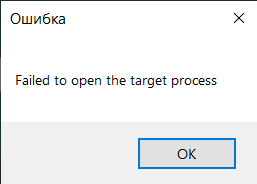 Ошибка
Failed to open the target process
OK